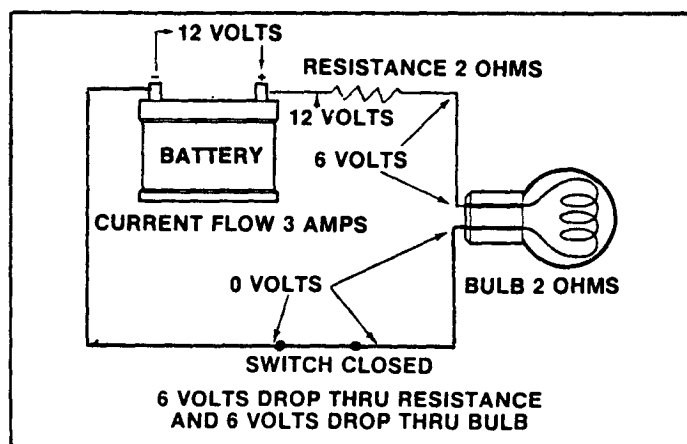 12 VOLTS
- +
RESISTANCE 2 OHMS
12 VOLTS
BATTERY
6 VOLTS
CURRENT FLOW 3 AMPS
0 VOLTS
BULB 2 OHMS
SWITCH CLOSED
6 VOLTS DROP THRU RESISTANCE
AND 6 VOLTS DROP THRU BULB